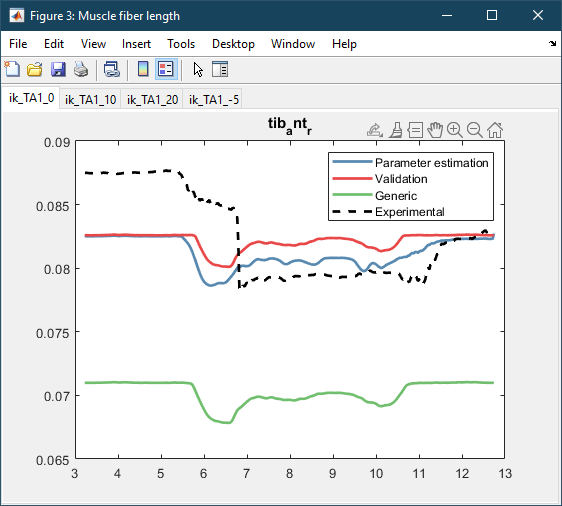 Figure 3: Muscle fiber length
File Edit View Insert Tools Desktop Window Help
ik_TA1_0 ik_TA1_10 ik_TA1_20 ik_TA1_-5
tib_ant_r
0.09
0.085
0.08
0.075
0.07
0.065
Parameter estimation
Validation
Generic
Experimental
3 4 5 6 7 8 9 10 11 12 13